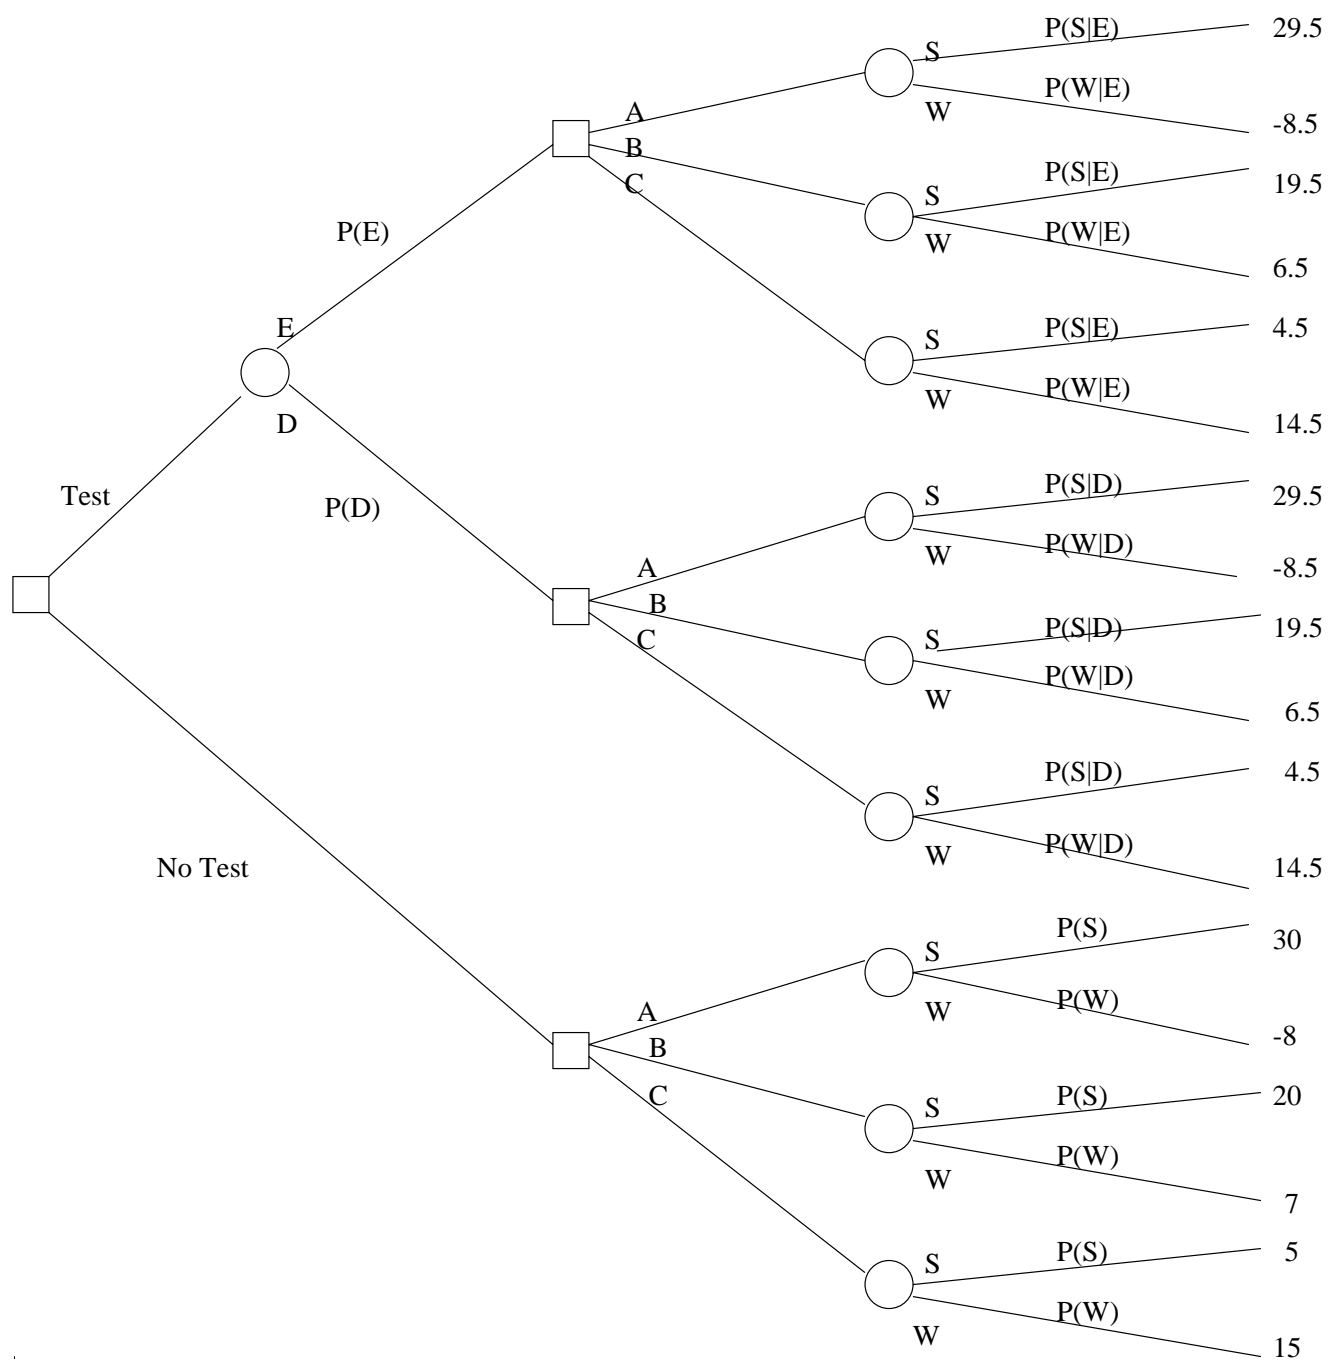 P(S|E) 29.5
S
P(W|E)
W
-8.5
A
B
C
P(S|E)
19.5
S
P(W|E)
W
6.5
P(E)
E
P(S|E) 4.5
S
P(W|E)
W
14.5
D
Test
P(D)
P(S|D) 29.5
S
P(W|D)
W
-8.5
A
B
C
P(S|D) 19.5
S
P(W|D)
W
6.5
P(S|D) 4.5
S
P(W|D)
W
14.5
No Test
P(S)
30
S
P(W)
W
-8
A
B
C
P(S) 20
S
P(W)
W
7
P(S) 5
S
P(W)
W
15